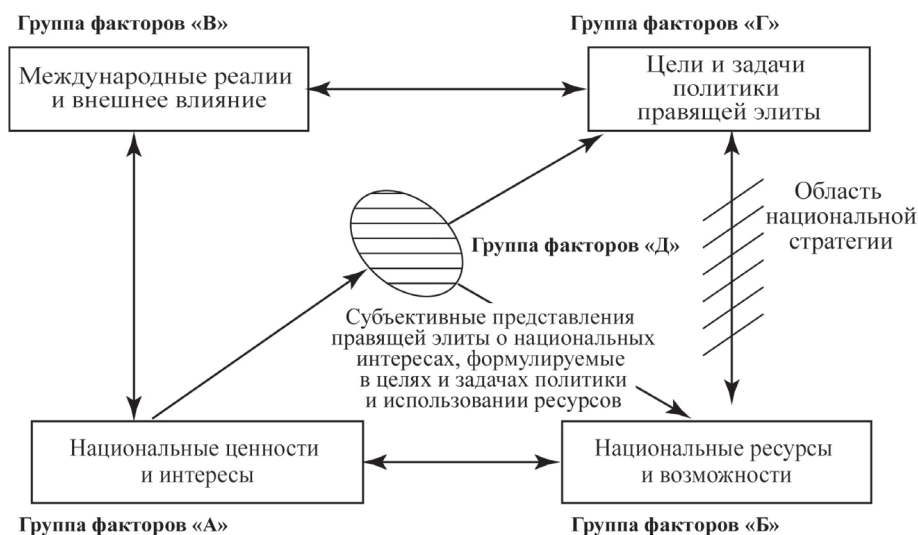 Группа факторов «В»
Международные реалии
и внешнее влияние
Группа факторов «Г»
Цели и задачи
политики
правящей элиты
Область
национальной
стратегии
Группа факторов «Д»
Субъективные представления
правящей элиты о национальных
интересах, формулируемые
в целях и задачах политики
и использовании ресурсов
Национальные ценности
и интересы
Группа факторов «А»
Национальные ресурсы
и возможности
Группа факторов «Б»